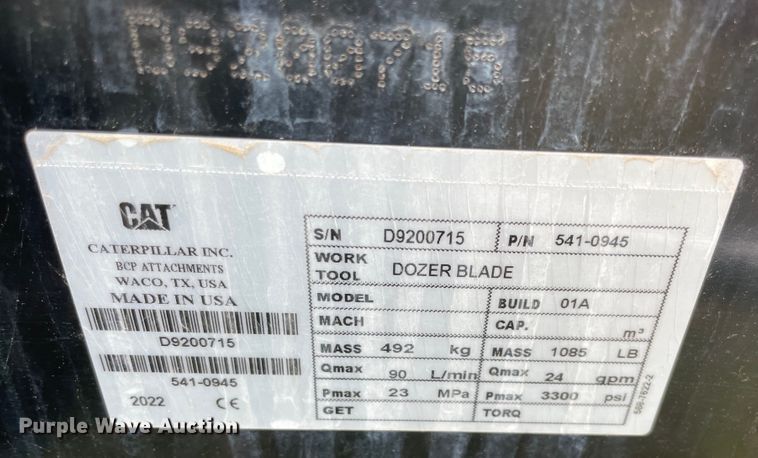 D9200715
CAT
CATERPILLAR INC.
BCP ATTACHMENTS
WACO, TX, USA
MADE IN USA
D9200715
541-0945
2022 CE
S/N D9200715 P/N 541-0945
WORK TOOL DOZER BLADE
MODEL BUILD 01A
MACH CAP. m³
MASS 492 kg MASS 1085 LB
Qmax 90 L/min Qmax 24 gpm
Pmax 23 MPa Pmax 3300 psi
GET TORQ
Purple Wave Auction